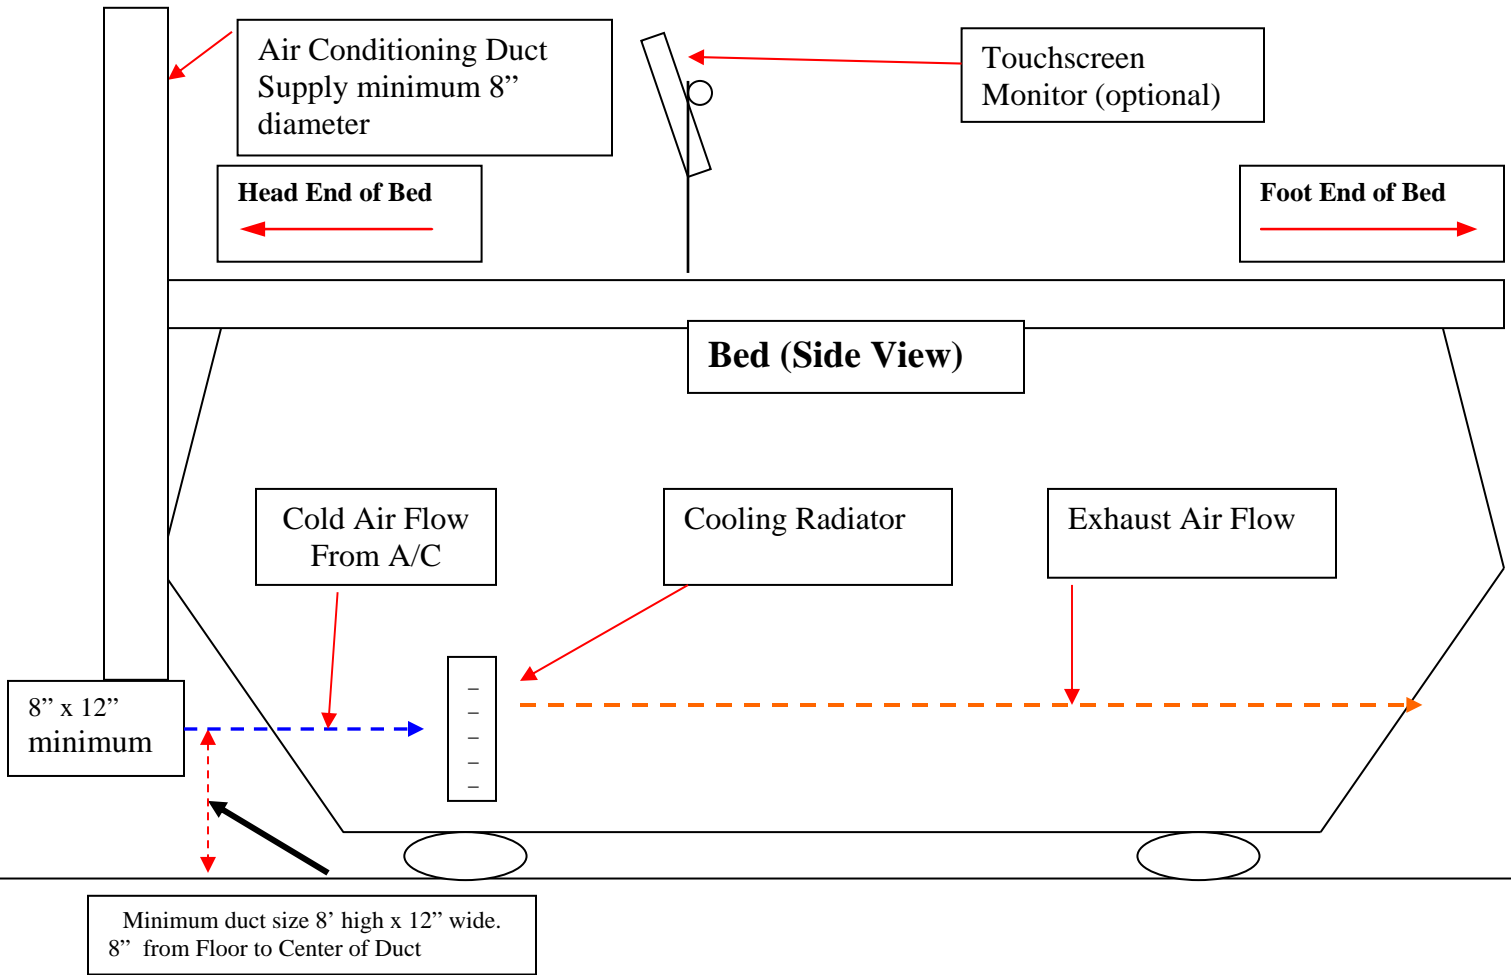 Air Conditioning Duct
Supply minimum 8”
diameter
Touchscreen
Monitor (optional)
Head End of Bed
Foot End of Bed
Bed (Side View)
Cold Air Flow
From A/C
Cooling Radiator
Exhaust Air Flow
8” x 12”
minimum
Minimum duct size 8’ high x 12” wide.
8” from Floor to Center of Duct